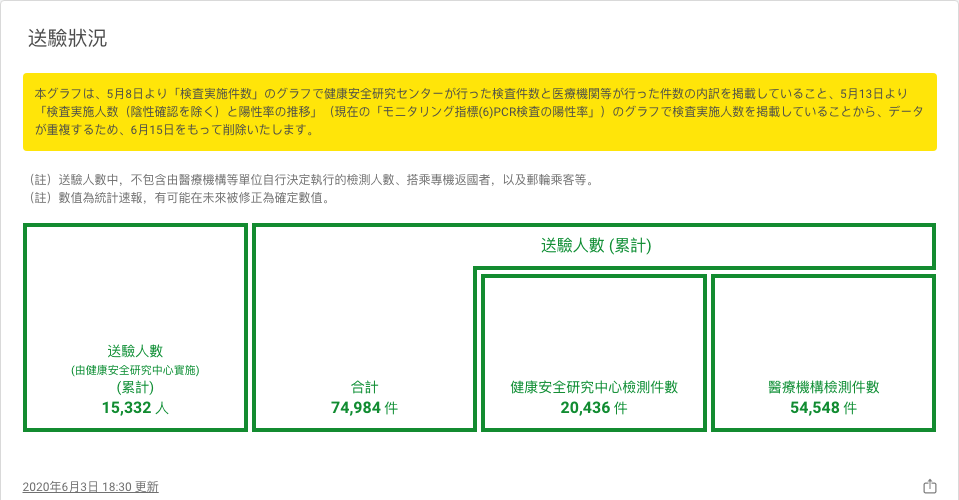 送驗狀況
本グラフは、5月8日より「検査実施件数」のグラフで健康安全研究センターが行った検査件数と医療機関等が行った件数の内訳を掲載していること、5月13日より
「検査実施人数（陰性確認を除く）と陽性率の推移」（現在の「モニタリング指標(6)PCR検査の陽性率」）のグラフで検査実施人数を掲載していることから、データ
が重複するため、6月15日をもって削除いたします。
（註）送驗人數中，不包含由醫療機構等單位自行決定執行的檢測人數、搭乘專機返國者，以及郵輪乘客等。
（註）數值為統計速報，有可能在未來被修正為確定數值。
送驗人數 (累計)
送驗人數
(由健康安全研究中心實施)
(累計)
15,332 人
合計
74,984 件
健康安全研究中心檢測件數
20,436 件
醫療機構檢測件數
54,548 件
2020年6月3日 18:30 更新